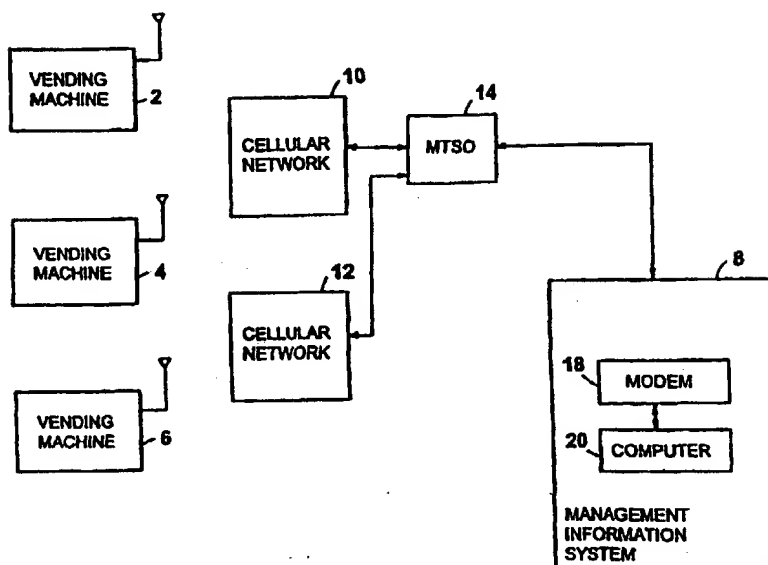 VENDING
MACHINE
2
10
CELLULAR
NETWORK
14
MTSO
VENDING
MACHINE
4
12
CELLULAR
NETWORK
8
18
MODEM
20
COMPUTER
VENDING
MACHINE
6
MANAGEMENT
INFORMATION
SYSTEM